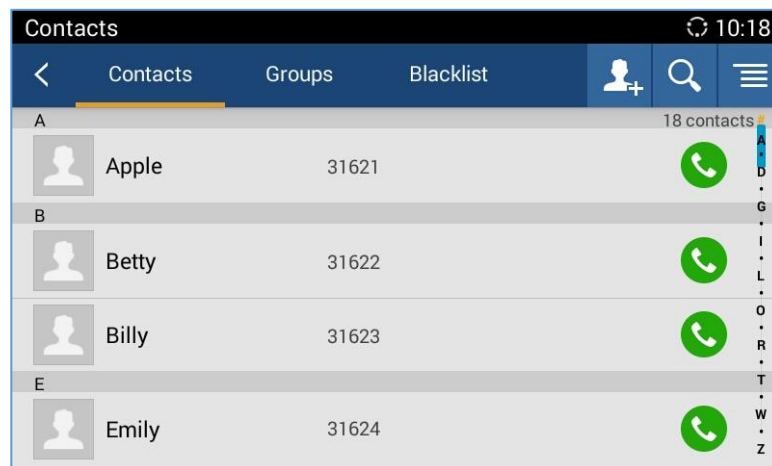 Contacts 10:18
Contacts Groups Blacklist
A 18 contacts #
Apple 31621
B
Betty 31622
Billy 31623
E
Emily 31624
A
D
G
I
L
O
R
T
W
Z